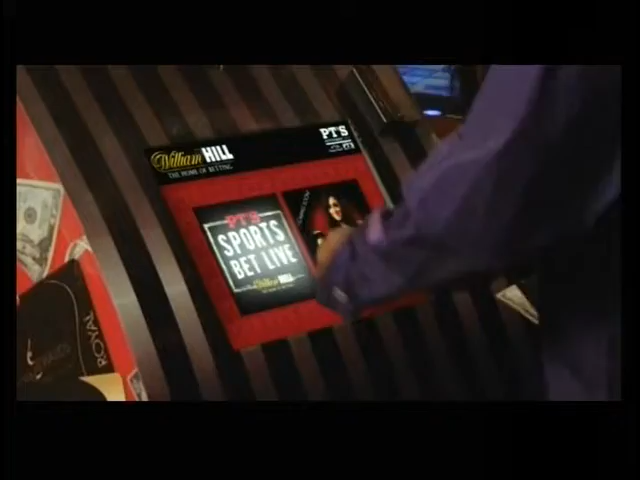 William HILL
THE HOME OF BETTING
PT'S
PT'S
SPORTS
BET LIVE
William HILL
ROYAL